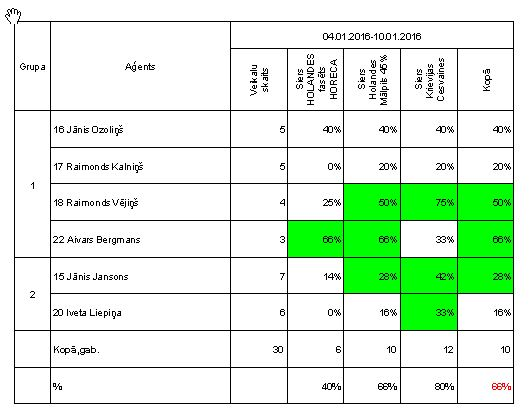 04.01.2016-10.01.2016
Grupa Aģents Veikalu skaits Siers HOLANDES fasēts HORECA Siers Holandes Mālpils 45% Siers Krievijas Cesvaines Kopā
1
16 Jānis Ozoliņš 5 40% 40% 40% 40%
17 Raimonds Kalniņš 5 0% 20% 20% 20%
18 Raimonds Vējiņš 4 25% 50% 75% 50%
22 Aivars Bergmans 3 66% 66% 33% 66%
2
15 Jānis Jansons 7 14% 28% 42% 28%
20 Iveta Liepiņa 6 0% 16% 33% 16%
Kopā,gab. 30 6 10 12 10
% 40% 66% 80% 66%